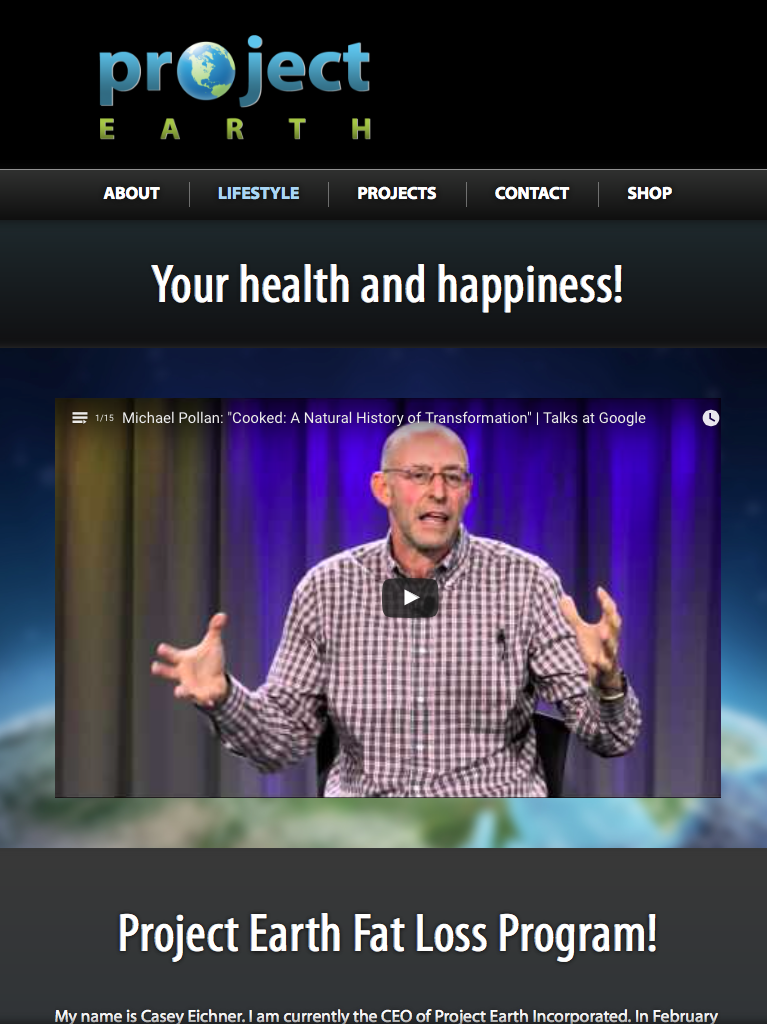 project
EARTH
ABOUT
LIFESTYLE
PROJECTS
CONTACT
SHOP
Your health and happiness!
1/15 Michael Pollan: "Cooked: A Natural History of Transformation" | Talks at Google
Project Earth Fat Loss Program!
My name is Casey Eichner. I am currently the CEO of Project Earth Incorporated. In February